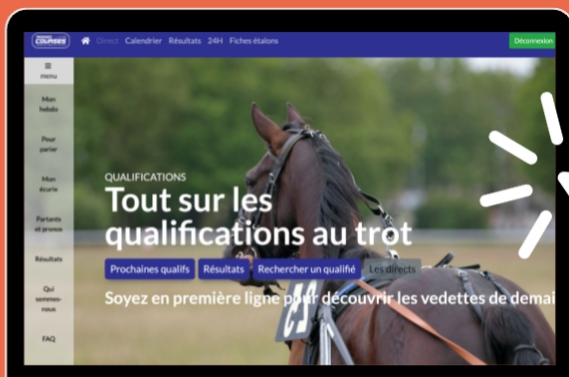 COURSES
Direct Calendrier Résultats 24H Fiches étalons
Déconnexion
menu
Mon
hebdo
Pour
parier
Mon
écurie
Partants
et pronos
Résultats
Qui
sommes-
nous
FAQ
QUALIFICATIONS
Tout sur les
qualifications au trot
Prochaines qualifs Résultats Rechercher un qualifié Les directs
Soyez en première ligne pour découvrir les vedettes de demai